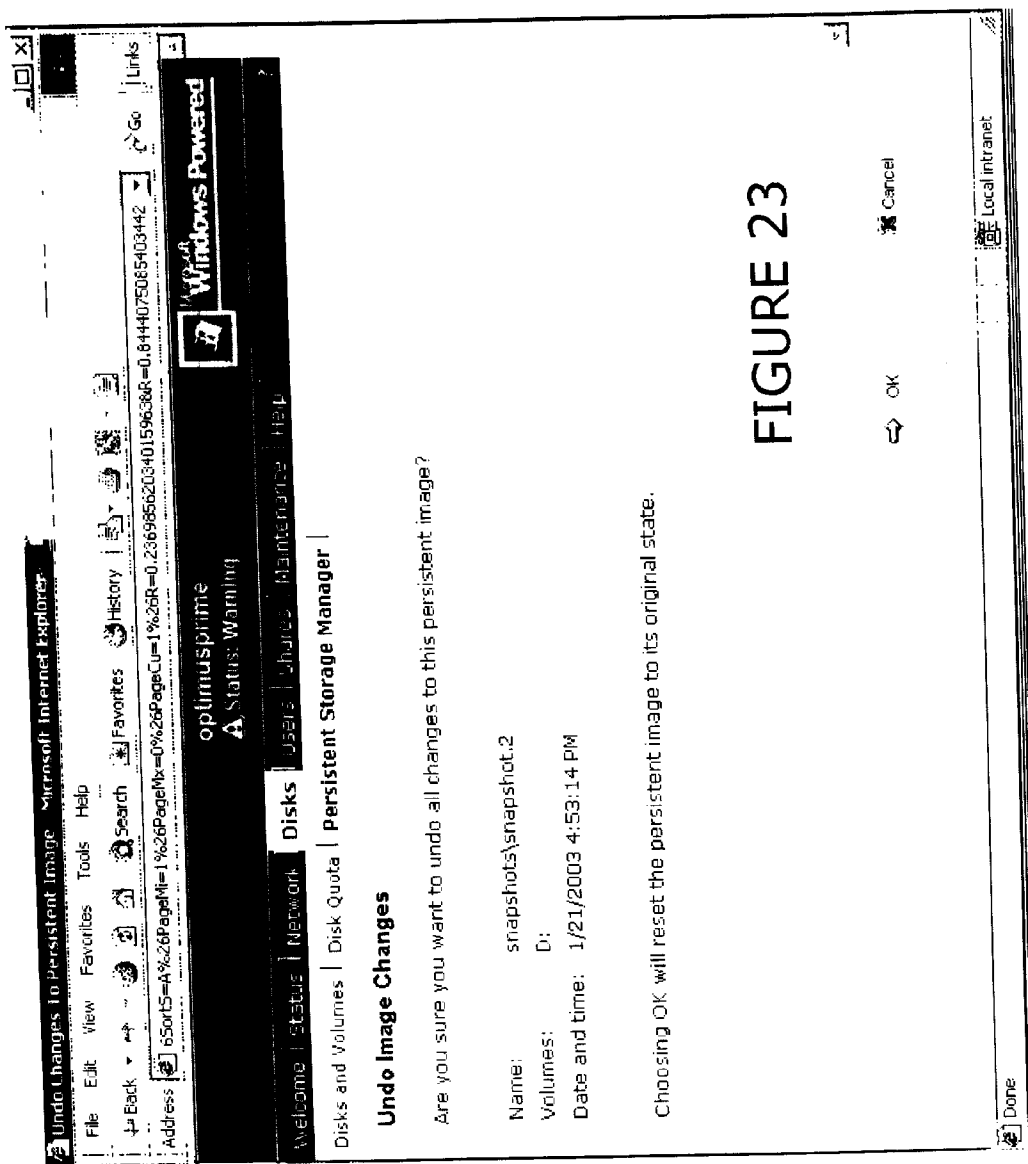 Undo Changes To Persistent Image Microsoft Internet Explorer
File Edit View Favorites Tools Help
Back Search Favorites History
Address 6SortS=A%26PageMi=1%26PageMx=0%26PageCu=1%26R=0.23698562034015963&R=0.8444075085403442 Go Links
optimusprime
Status: Warning
Microsoft
Windows Powered
Welcome | Status | Network | Disks | Users | Shares | Maintenance | Help ?
Disks and Volumes | Disk Quota | Persistent Storage Manager |
Undo Image Changes
Are you sure you want to undo all changes to this persistent image?
Name: snapshots\snapshot.2
Volumes: D:
Date and time: 1/21/2003 4:53:14 PM
Choosing OK will reset the persistent image to its original state.
FIGURE 23
OK Cancel
Done Local intranet